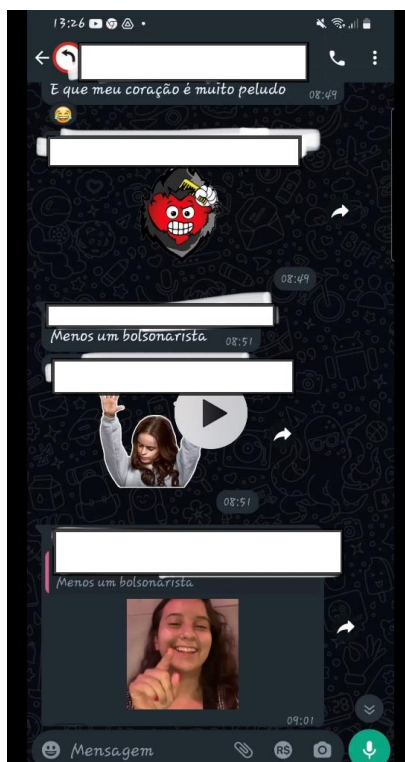 13:26
E que meu coração é muito peludo 08:49
😂
08:49
Menos um bolsonarista 08:51
08:51
Menos um bolsonarista
09:01
Mensagem
R$